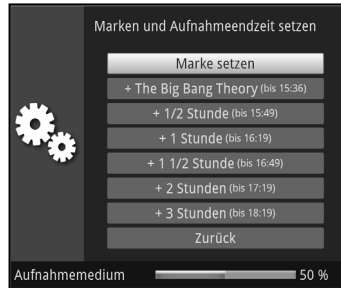 Marken und Aufnahmeendzeit setzen
Marke setzen
+ The Big Bang Theory (bis 15:36)
+ 1/2 Stunde (bis 15:49)
+ 1 Stunde (bis 16:19)
+ 1 1/2 Stunde (bis 16:49)
+ 2 Stunden (bis 17:19)
+ 3 Stunden (bis 18:19)
Zurück
Aufnahmemedium 50 %